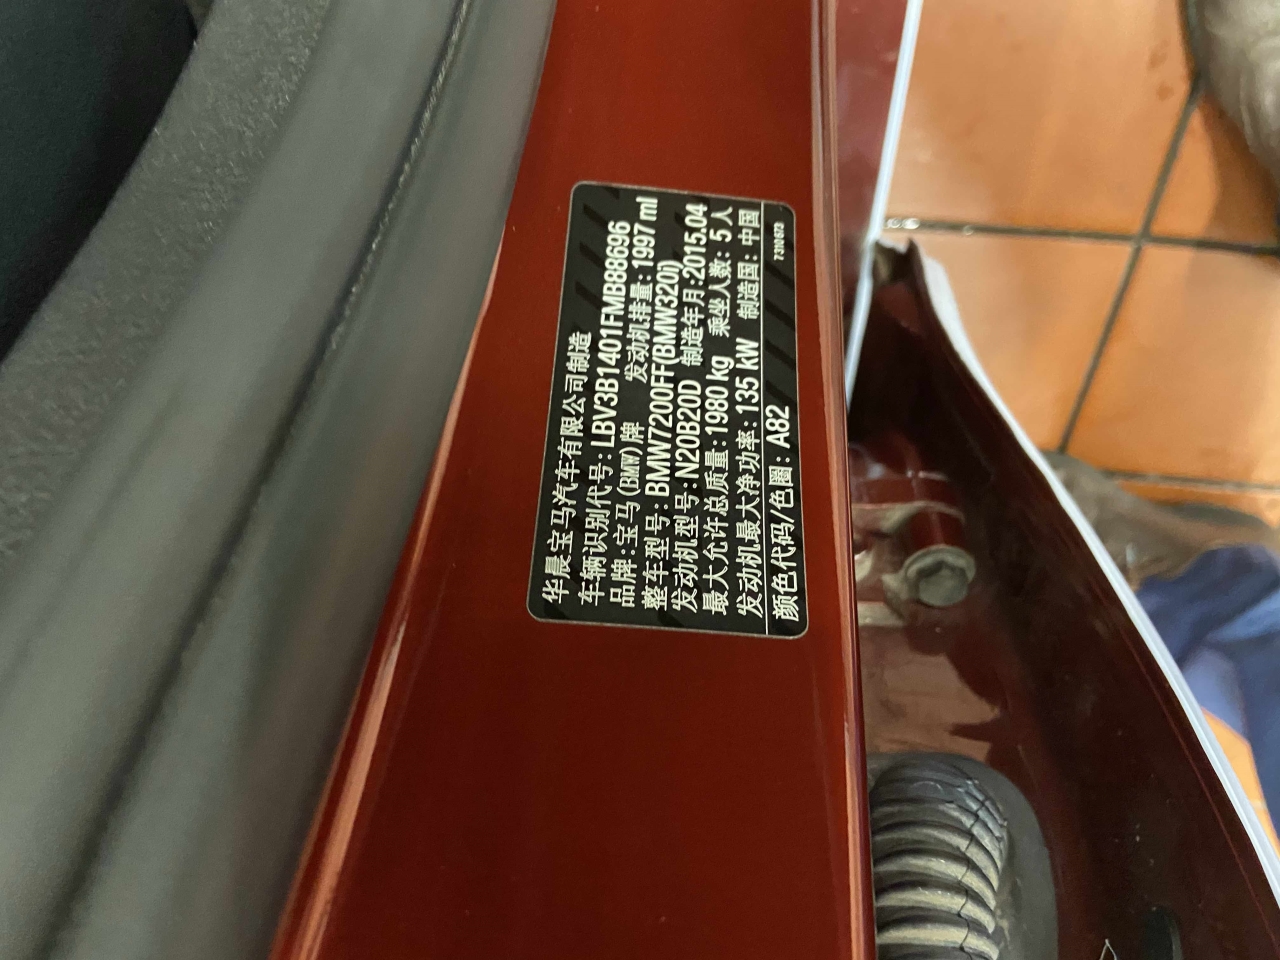 华晨宝马汽车有限公司制造
车辆识别代号:LBV3B1401FMB88696
品牌:宝马(BMW)牌 发动机排量:1997 ml
整车型号:BMW7200FF(BMW320i)
发动机型号:N20B20D 制造年月:2015.04
最大允许总质量:1980 kg 乘坐人数:5人
发动机最大净功率:135 kW 制造国:中国
颜色代码/色圈:A82